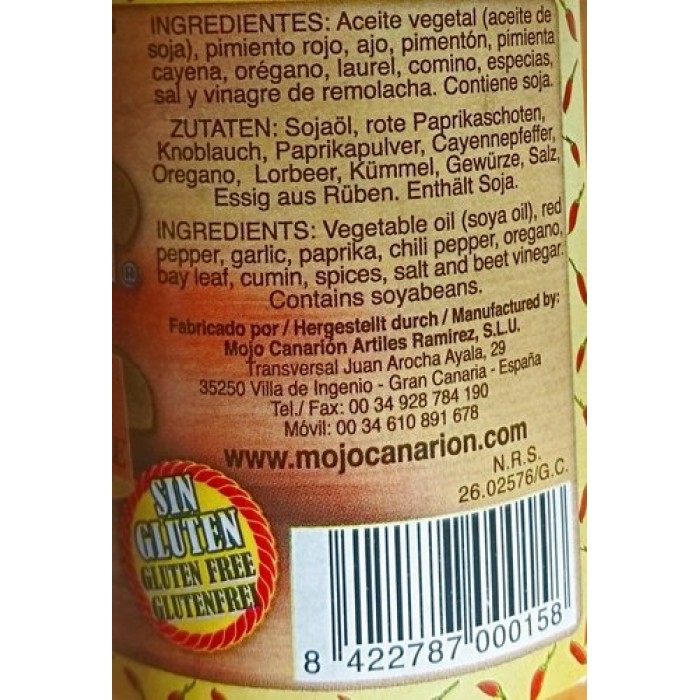 INGREDIENTES: Aceite vegetal (aceite de
soja), pimiento rojo, ajo, pimentón, pimienta
cayena, orégano, laurel, comino, especias,
sal y vinagre de remolacha. Contiene soja.
ZUTATEN: Sojaöl, rote Paprikaschoten,
Knoblauch, Paprikapulver, Cayennepfeffer,
Oregano, Lorbeer, Kümmel, Gewürze, Salz,
Essig aus Rüben. Enthält Soja.
INGREDIENTS: Vegetable oil (soya oil), red
pepper, garlic, paprika, chili pepper, oregano,
bay leaf, cumin, spices, salt and beet vinegar.
Contains soyabeans.
Fabricado por / Hergestellt durch / Manufactured by:
Mojo Canarión Artiles Ramirez, S.L.U.
Transversal Juan Arocha Ayala, 29
35250 Villa de Ingenio - Gran Canaria - España
Tel./ Fax: 00 34 928 784 190
Móvil: 00 34 610 891 678
www.mojocanarion.com
N.R.S.
26.02576/G.C.
SIN
GLUTEN
GLUTEN FREE
GLUTENFREI
8 422787 000158